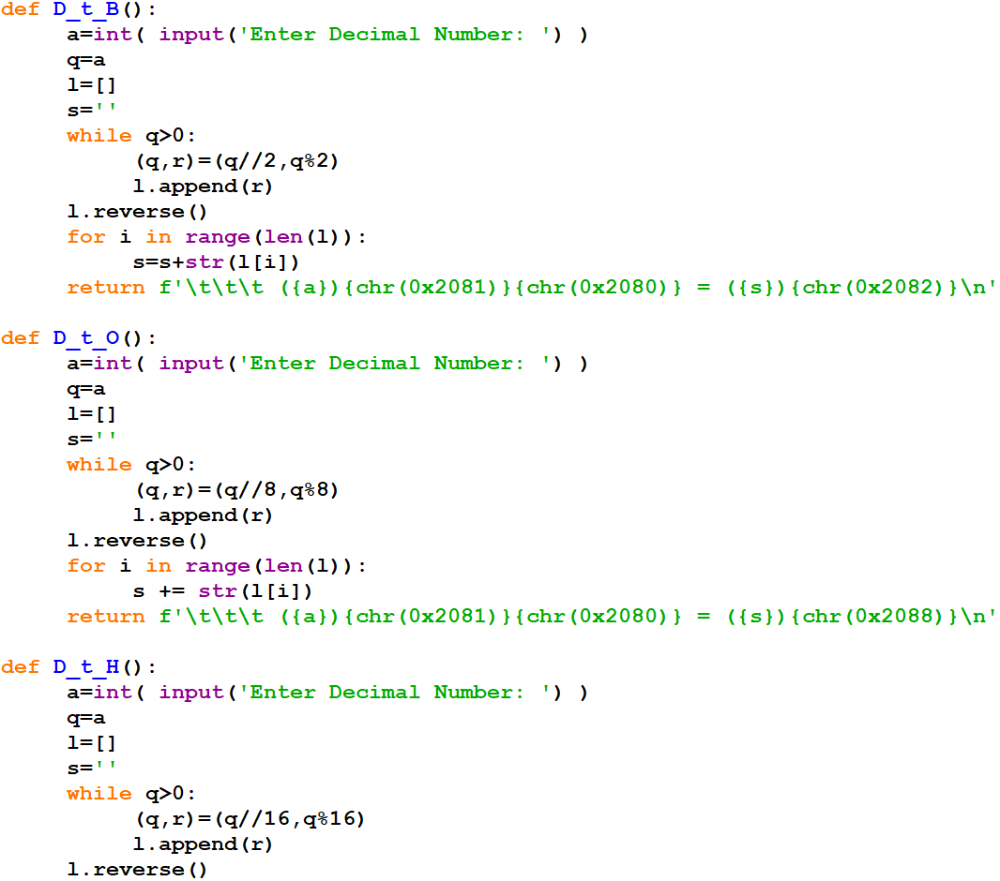 def D_t_B():
     a=int( input('Enter Decimal Number: ') )
     q=a
     l=[]
     s=''
     while q>0:
          (q,r)=(q//2,q%2)
          l.append(r)
     l.reverse()
     for i in range(len(l)):
          s=s+str(l[i])
     return f'\t\t\t ({a}){chr(0x2081)}{chr(0x2080)} = ({s}){chr(0x2082)}\n'

def D_t_O():
     a=int( input('Enter Decimal Number: ') )
     q=a
     l=[]
     s=''
     while q>0:
          (q,r)=(q//8,q%8)
          l.append(r)
     l.reverse()
     for i in range(len(l)):
          s += str(l[i])
     return f'\t\t\t ({a}){chr(0x2081)}{chr(0x2080)} = ({s}){chr(0x2088)}\n'

def D_t_H():
     a=int( input('Enter Decimal Number: ') )
     q=a
     l=[]
     s=''
     while q>0:
          (q,r)=(q//16,q%16)
          l.append(r)
     l.reverse()